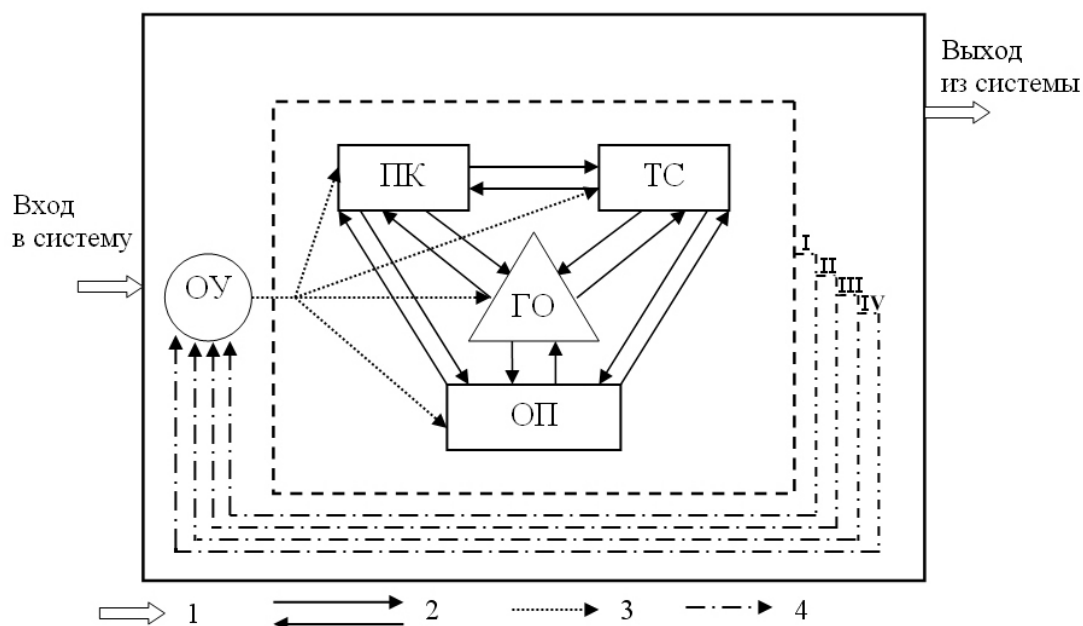 Выход
из системы
ПК
ТС
Вход
в систему
I
II
III
IV
ОУ
ГО
ОП
1
2
3
4